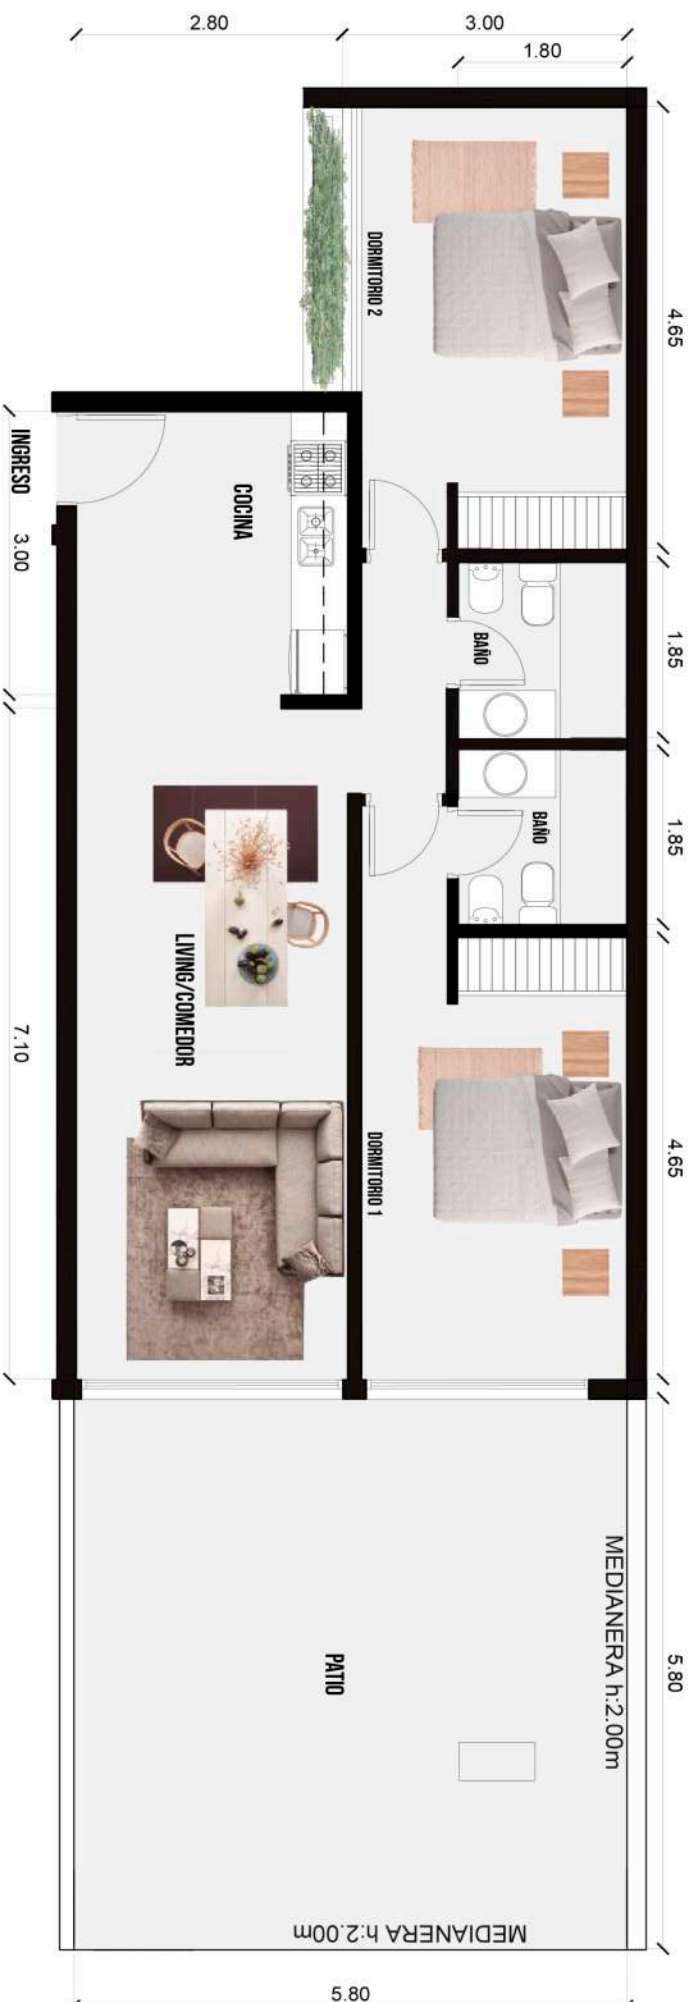 2.80
3.00
1.80
4.65
DORMITORIO 2
INGRESO
3.00
COCINA
BAÑO
1.85
BAÑO
1.85
LIVING/COMEDOR
7.10
DORMITORIO 1
4.65
MEDIANERA h:2.00m
PATIO
5.80
MEDIANERA h:2.00m
5.80